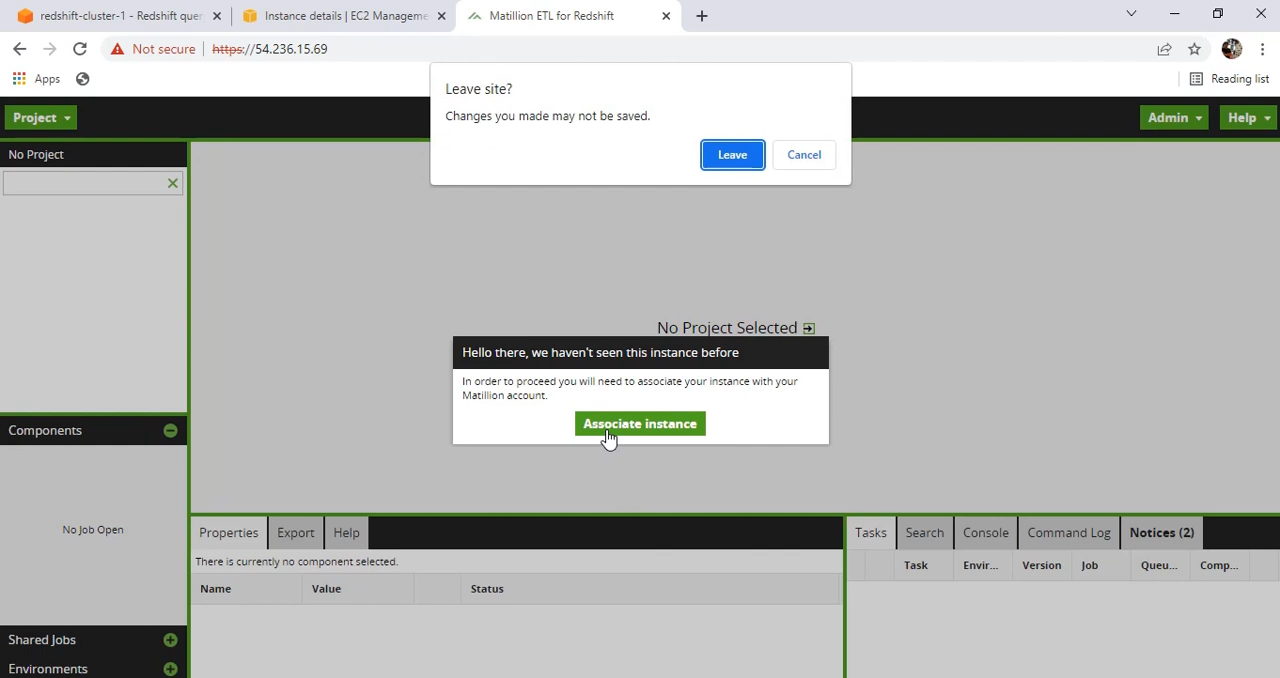 redshift-cluster-1 - Redshift quer
Instance details | EC2 Manageme
Matillion ETL for Redshift
Not secure
https://54.236.15.69
Apps
Reading list
Leave site?
Changes you made may not be saved.
Leave
Cancel
Project
Admin
Help
No Project
No Project Selected
Hello there, we haven't seen this instance before
In order to proceed you will need to associate your instance with your
Matillion account.
Associate instance
Components
No Job Open
Shared Jobs
Environments
Properties
Export
Help
There is currently no component selected.
Name
Value
Status
Tasks
Search
Console
Command Log
Notices (2)
Task
Envir...
Version
Job
Queu...
Comp...